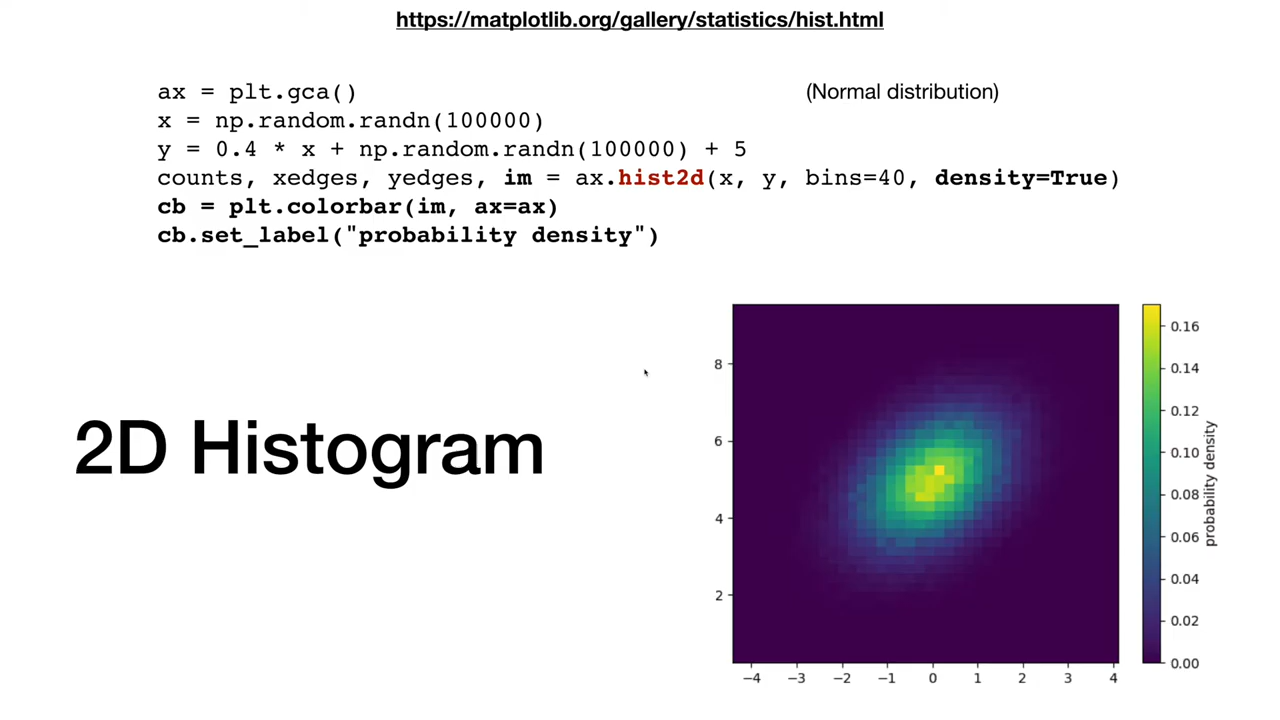 https://matplotlib.org/gallery/statistics/hist.html
ax = plt.gca()
(Normal distribution)
x = np.random.randn(100000)
y = 0.4 * x + np.random.randn(100000) + 5
counts, xedges, yedges, im = ax.hist2d(x, y, bins=40, density=True)
cb = plt.colorbar(im, ax=ax)
cb.set_label("probability density")
2D Histogram
8
6
4
2
−4 −3 −2 −1 0 1 2 3 4
0.16
0.14
0.12
0.10
0.08
0.06
0.04
0.02
0.00
probability density